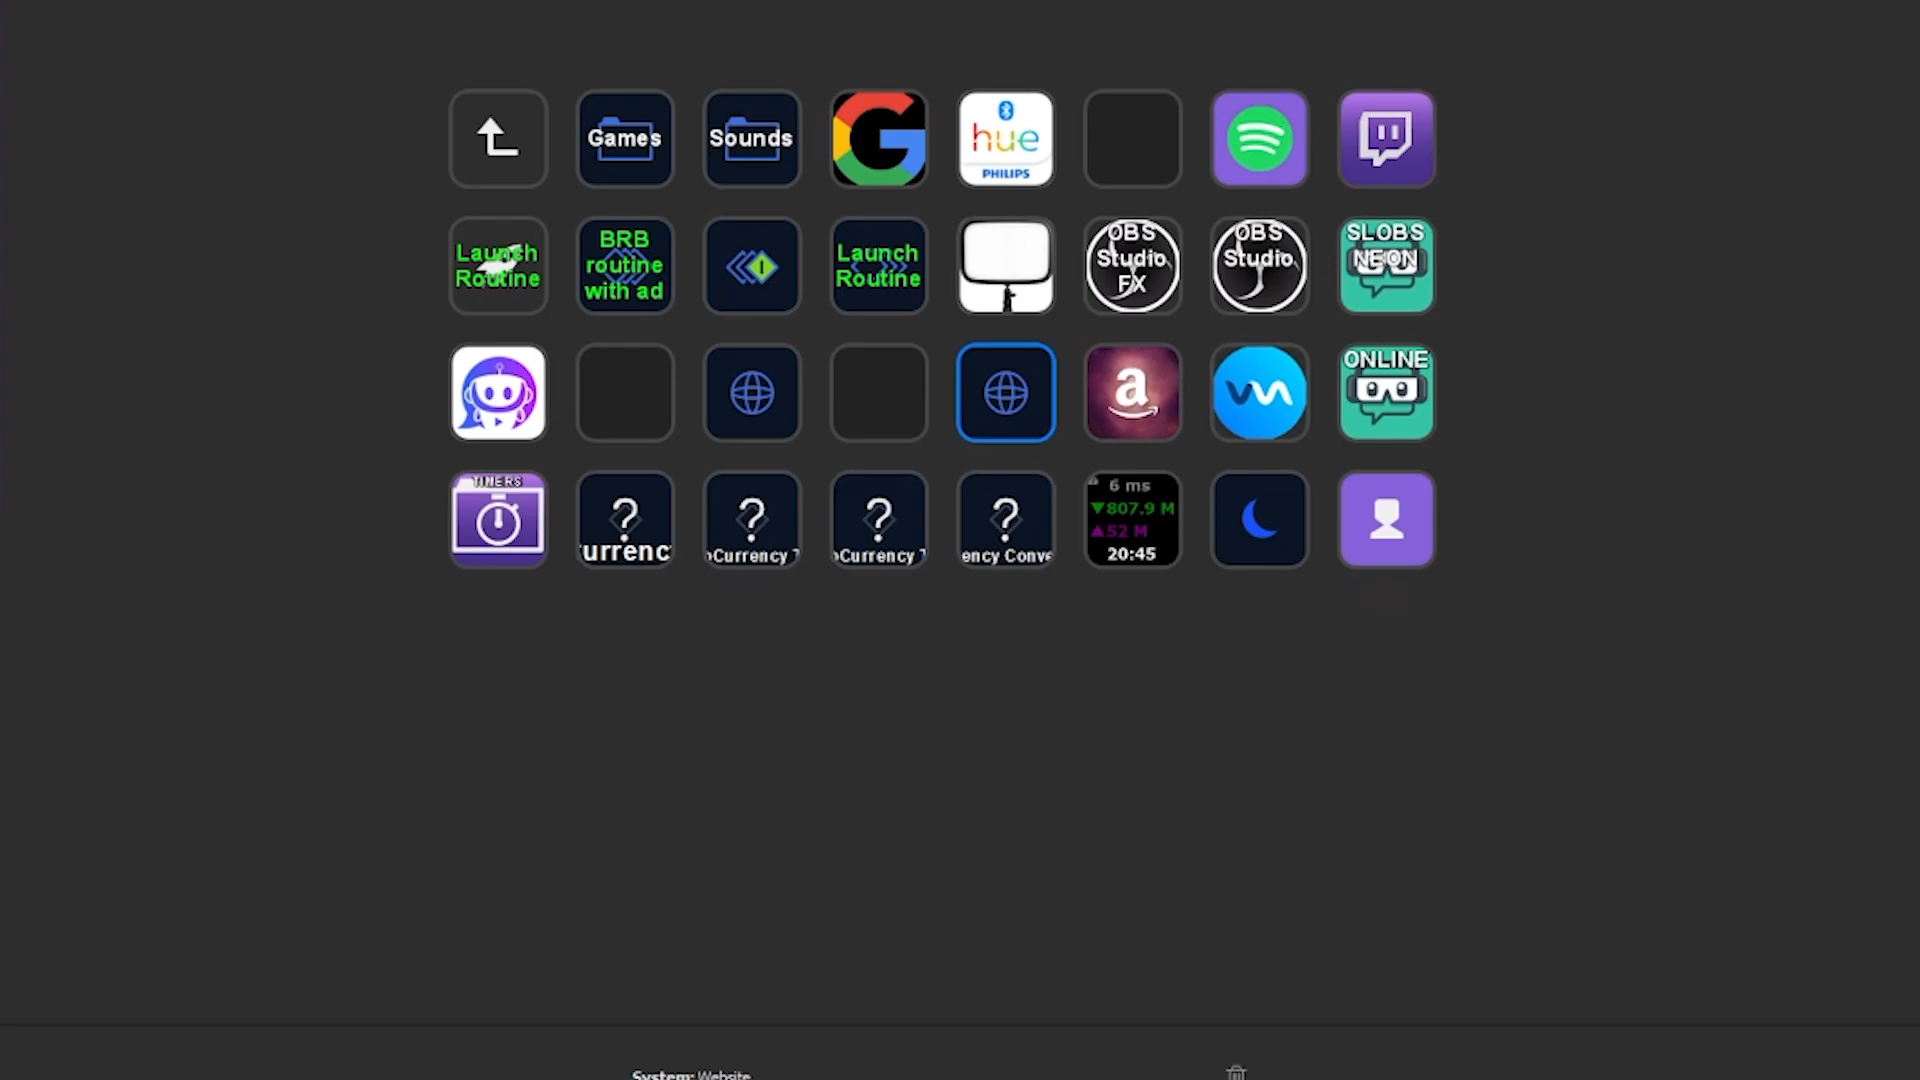 Games
Sounds
hue
PHILIPS
Launch
Routine
BRB
routine
with ad
Launch
Routine
OBS
Studio
FX
OBS
Studio
SLOBS
NEON
a
ONLINE
TIMERS
urrenc
Currency
Currency
ency Conve
6 ms
▼807.9 M
▲52 M
20:45
System: Website